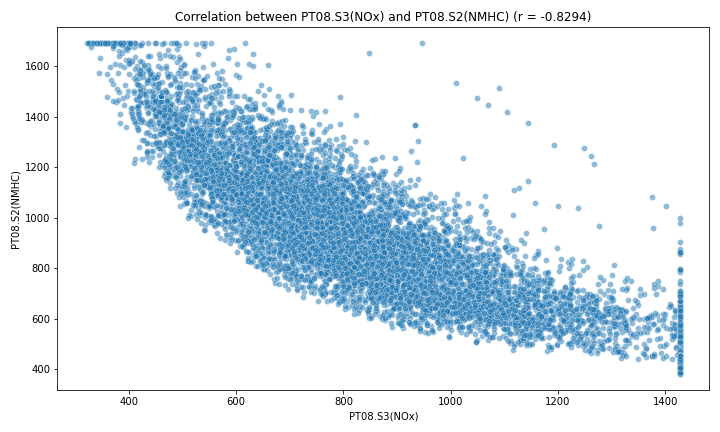 Correlation between PT08.S3(NOx) and PT08.S2(NMHC) (r = -0.8294)
PT08.S2(NMHC)
1600
1400
1200
1000
800
600
400
400 600 800 1000 1200 1400
PT08.S3(NOx)